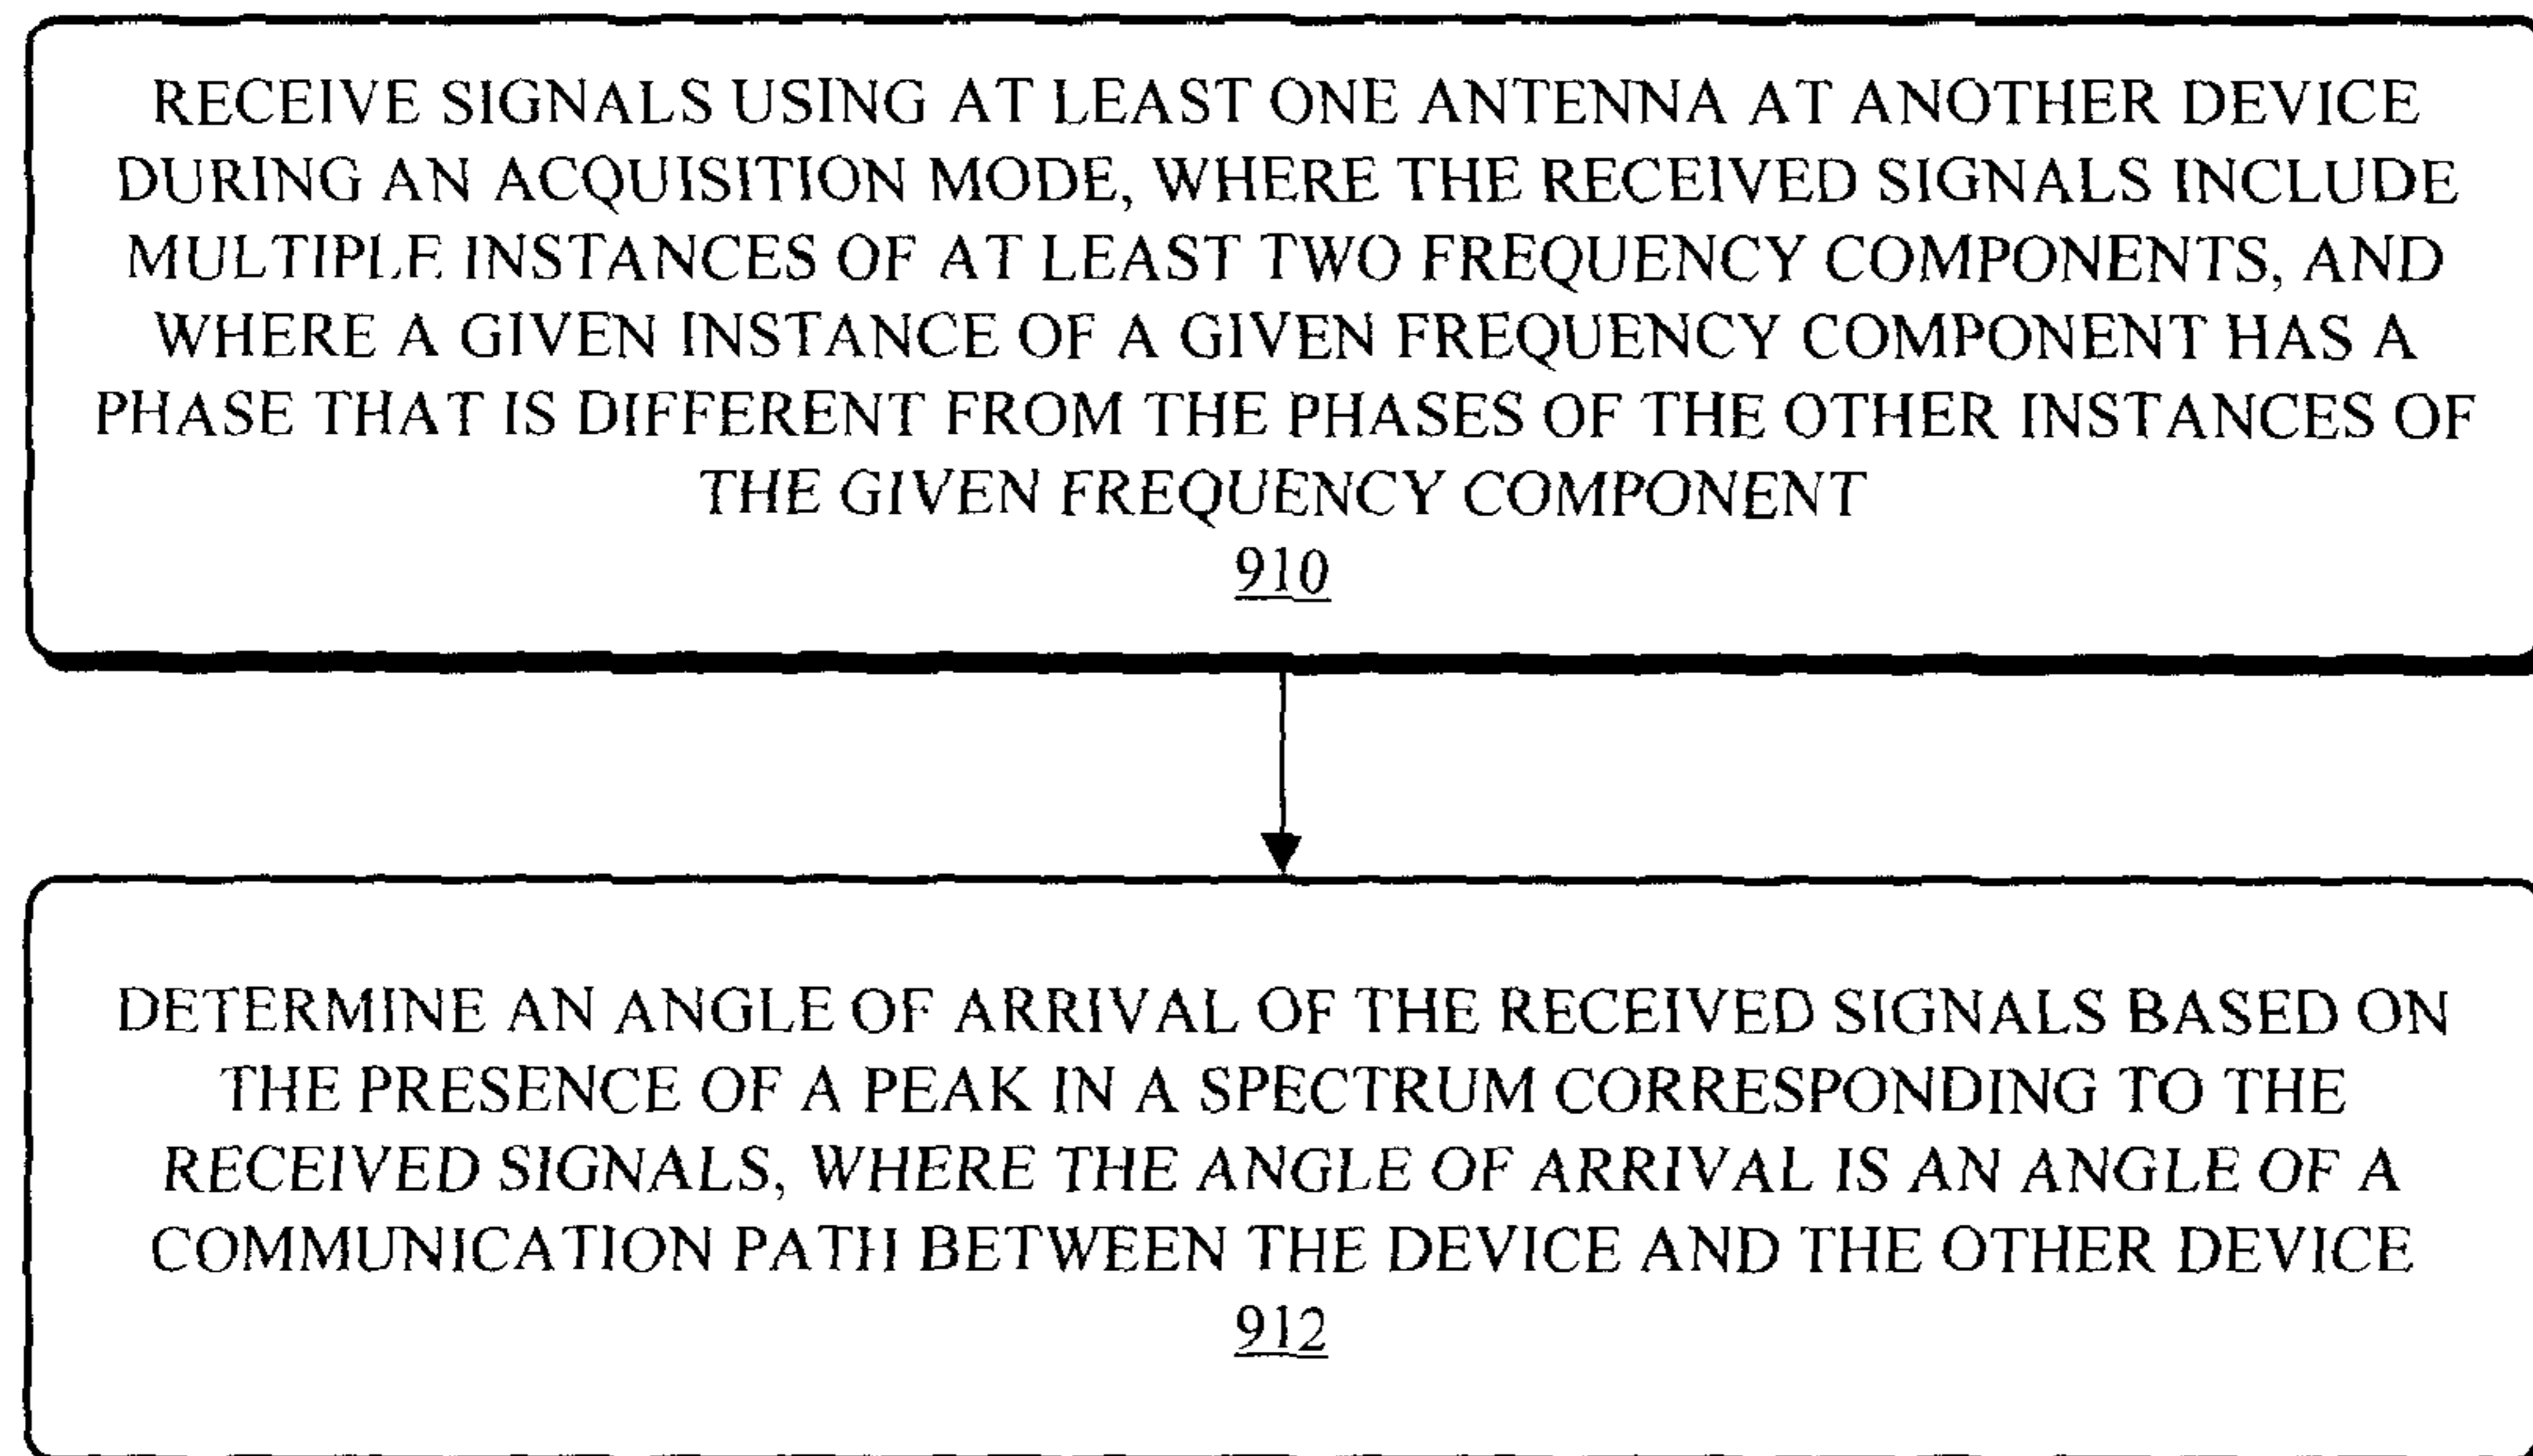 RECEIVE SIGNALS USING AT LEAST ONE ANTENNA AT ANOTHER DEVICE
DURING AN ACQUISITION MODE, WHERE THE RECEIVED SIGNALS INCLUDE
MULTIPLE INSTANCES OF AT LEAST TWO FREQUENCY COMPONENTS, AND
WHERE A GIVEN INSTANCE OF A GIVEN FREQUENCY COMPONENT HAS A
PHASE THAT IS DIFFERENT FROM THE PHASES OF THE OTHER INSTANCES OF
THE GIVEN FREQUENCY COMPONENT
910
DETERMINE AN ANGLE OF ARRIVAL OF THE RECEIVED SIGNALS BASED ON
THE PRESENCE OF A PEAK IN A SPECTRUM CORRESPONDING TO THE
RECEIVED SIGNALS, WHERE THE ANGLE OF ARRIVAL IS AN ANGLE OF A
COMMUNICATION PATH BETWEEN THE DEVICE AND THE OTHER DEVICE
912